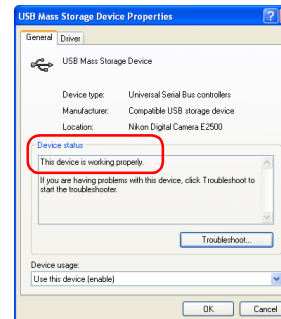 USB Mass Storage Device Properties
General Driver
USB Mass Storage Device
Device type: Universal Serial Bus controllers
Manufacturer: Compatible USB storage device
Location: Nikon Digital Camera E2500
Device status
This device is working properly.
If you are having problems with this device, click Troubleshoot to
start the troubleshooter.
Troubleshoot...
Device usage:
Use this device (enable)
OK Cancel